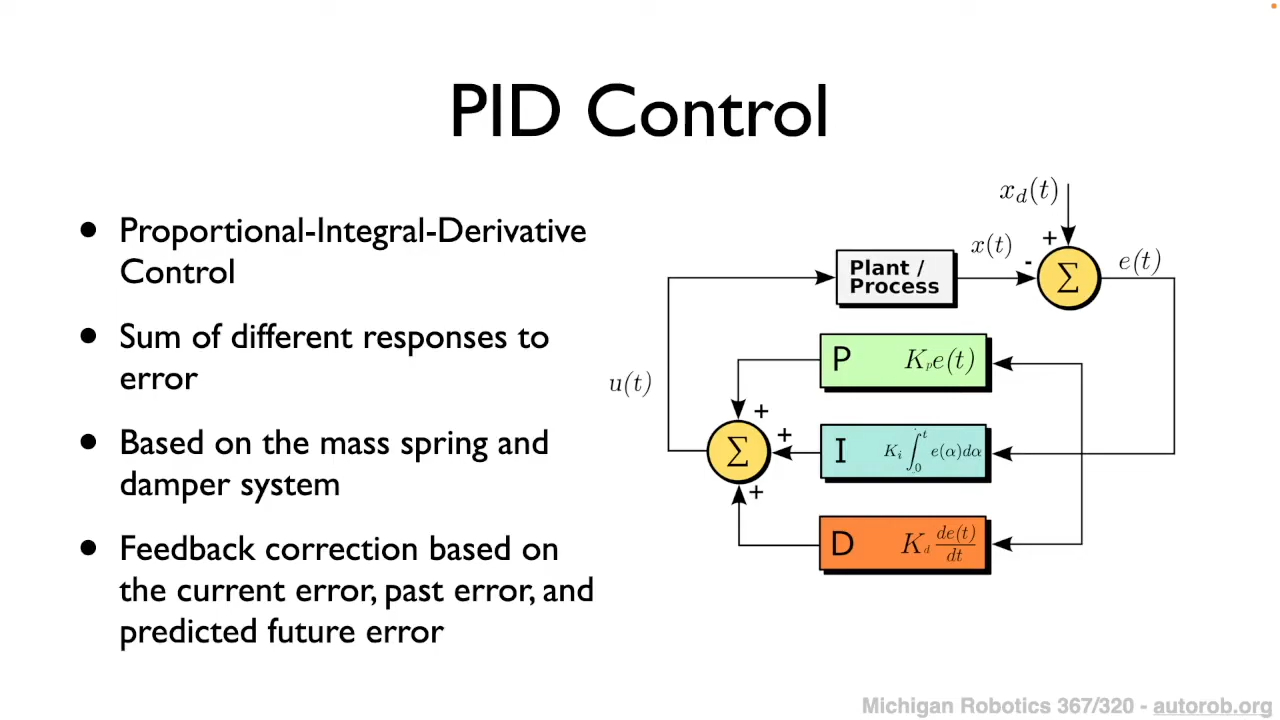 PID Control
• Proportional-Integral-Derivative
Control
• Sum of different responses to
error
• Based on the mass spring and
damper system
• Feedback correction based on
the current error, past error, and
predicted future error
x_d(t)
+
x(t)
-
Σ
e(t)
Plant /
Process
P K_p e(t)
u(t)
+
Σ
+
I K_i ∫_0^t e(α)dα
+
D K_d de(t)/dt
Michigan Robotics 367/320 - autorob.org